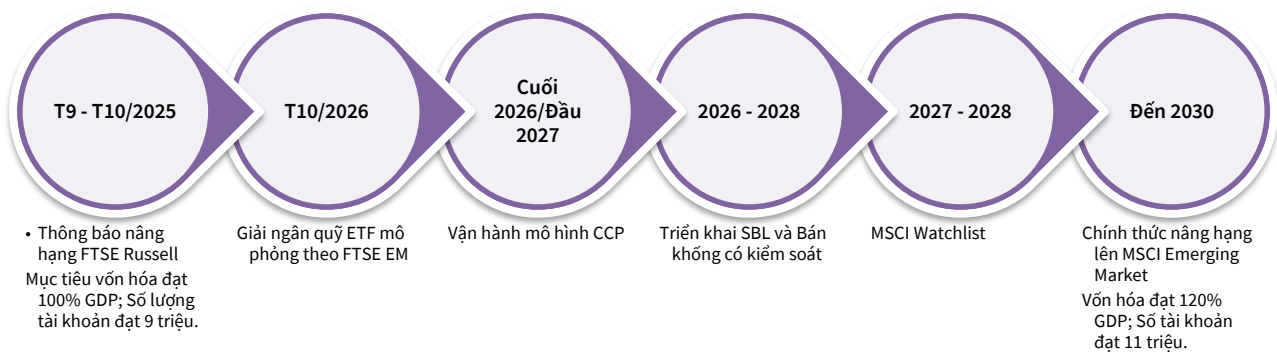 T9 - T10/2025
T10/2026
Cuối
2026/Đầu
2027
2026 - 2028
2027 - 2028
Đến 2030
• Thông báo nâng
hạng FTSE Russell
Mục tiêu vốn hóa đạt
100% GDP; Số lượng
tài khoản đạt 9 triệu.
Giải ngân quỹ ETF mô
phỏng theo FTSE EM
Vận hành mô hình CCP
Triển khai SBL và Bán
khống có kiểm soát
MSCI Watchlist
Chính thức nâng hạng
lên MSCI Emerging
Market
Vốn hóa đạt 120%
GDP; Số tài khoản
đạt 11 triệu.